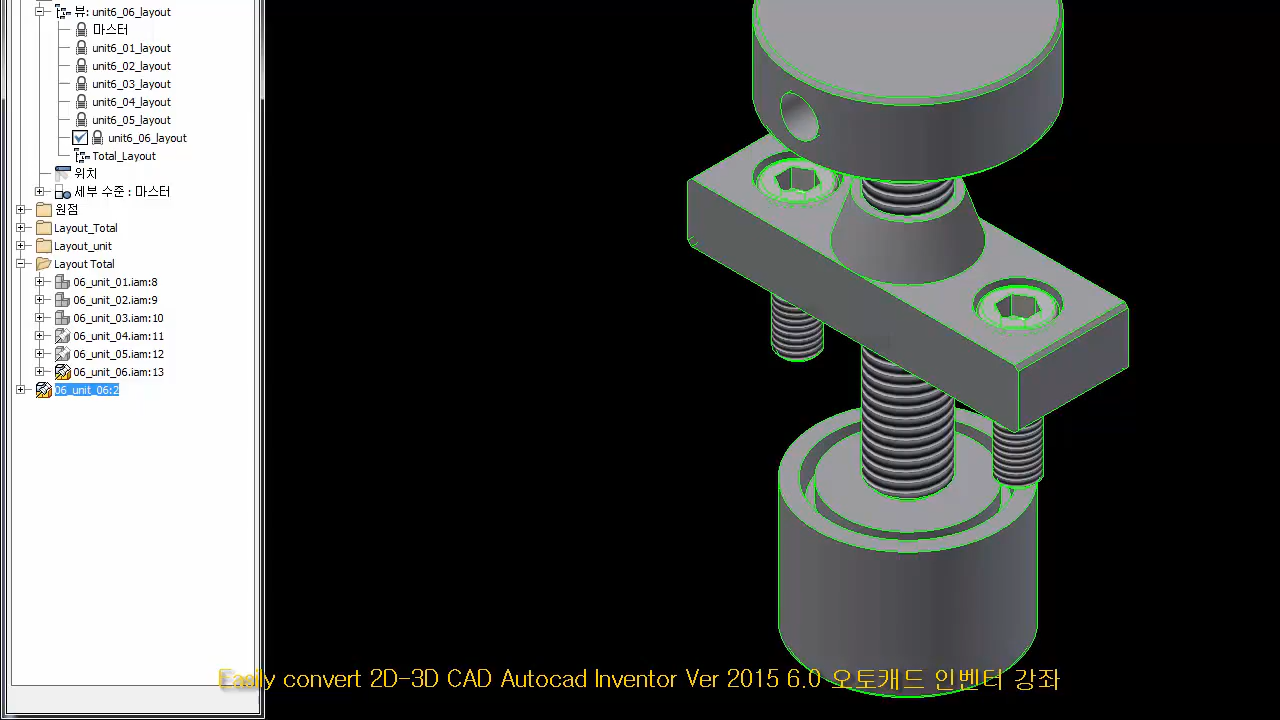 뷰: unit6_06_layout
마스터
unit6_01_layout
unit6_02_layout
unit6_03_layout
unit6_04_layout
unit6_05_layout
unit6_06_layout
Total_Layout
위치
세부 수준 : 마스터
원점
Layout_Total
Layout_unit
Layout Total
06_unit_01.iam:8
06_unit_02.iam:9
06_unit_03.iam:10
06_unit_04.iam:11
06_unit_05.iam:12
06_unit_06.iam:13
06_unit_06:2
Easily convert 2D-3D CAD Autocad Inventor Ver 2015 6.0 오토캐드 인벤터 강좌